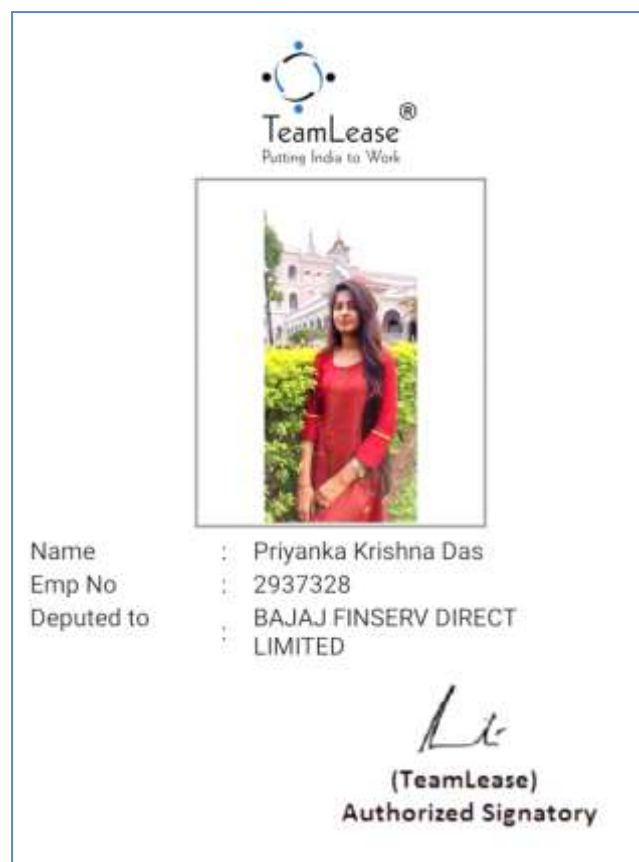 TeamLease®
Putting India to Work
Name : Priyanka Krishna Das
Emp No : 2937328
Deputed to : BAJAJ FINSERV DIRECT
LIMITED
(TeamLease)
Authorized Signatory